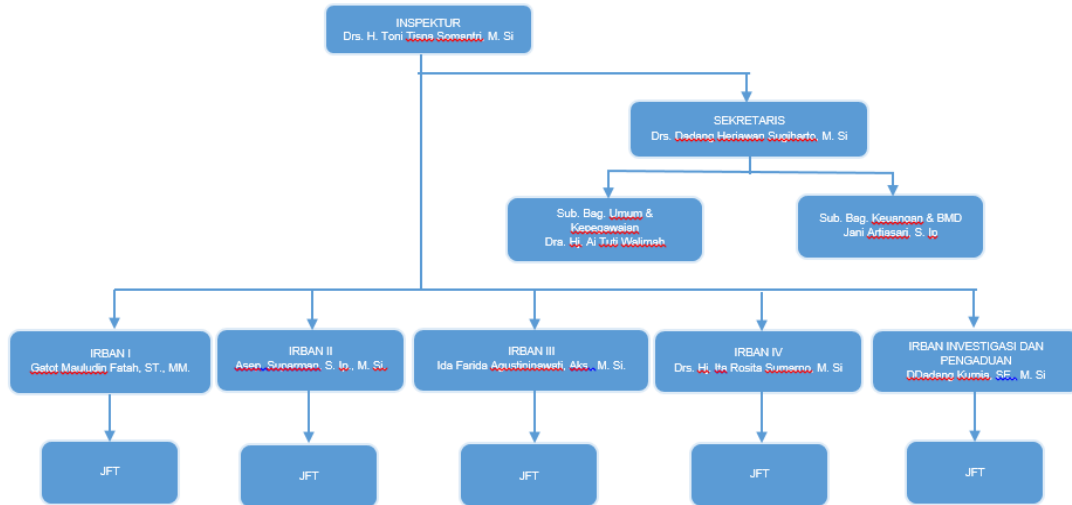 INSPEKTUR
Drs. H. Toni Tisna Somantri, M. Si
SEKRETARIS
Drs. Dadang Heriawan Sugiharto, M. Si
Sub. Bag. Umum &
Kepegawaian
Dra. Hj. Ai Tuti Walimah
Sub. Bag. Keuangan & BMD
Jani Artiasari, S. Ip
IRBAN I
Gatot Mauludin Fatah, ST., MM.
IRBAN II
Asep Suparman, S. Ip., M. Si.
IRBAN III
Ida Farida Agustininawati, Aks., M. Si.
IRBAN IV
Drs. Hj. Ita Rosita Sumarno, M. Si
IRBAN INVESTIGASI DAN
PENGADUAN
DDadang Kurnia, SE., M. Si
JFT
JFT
JFT
JFT
JFT